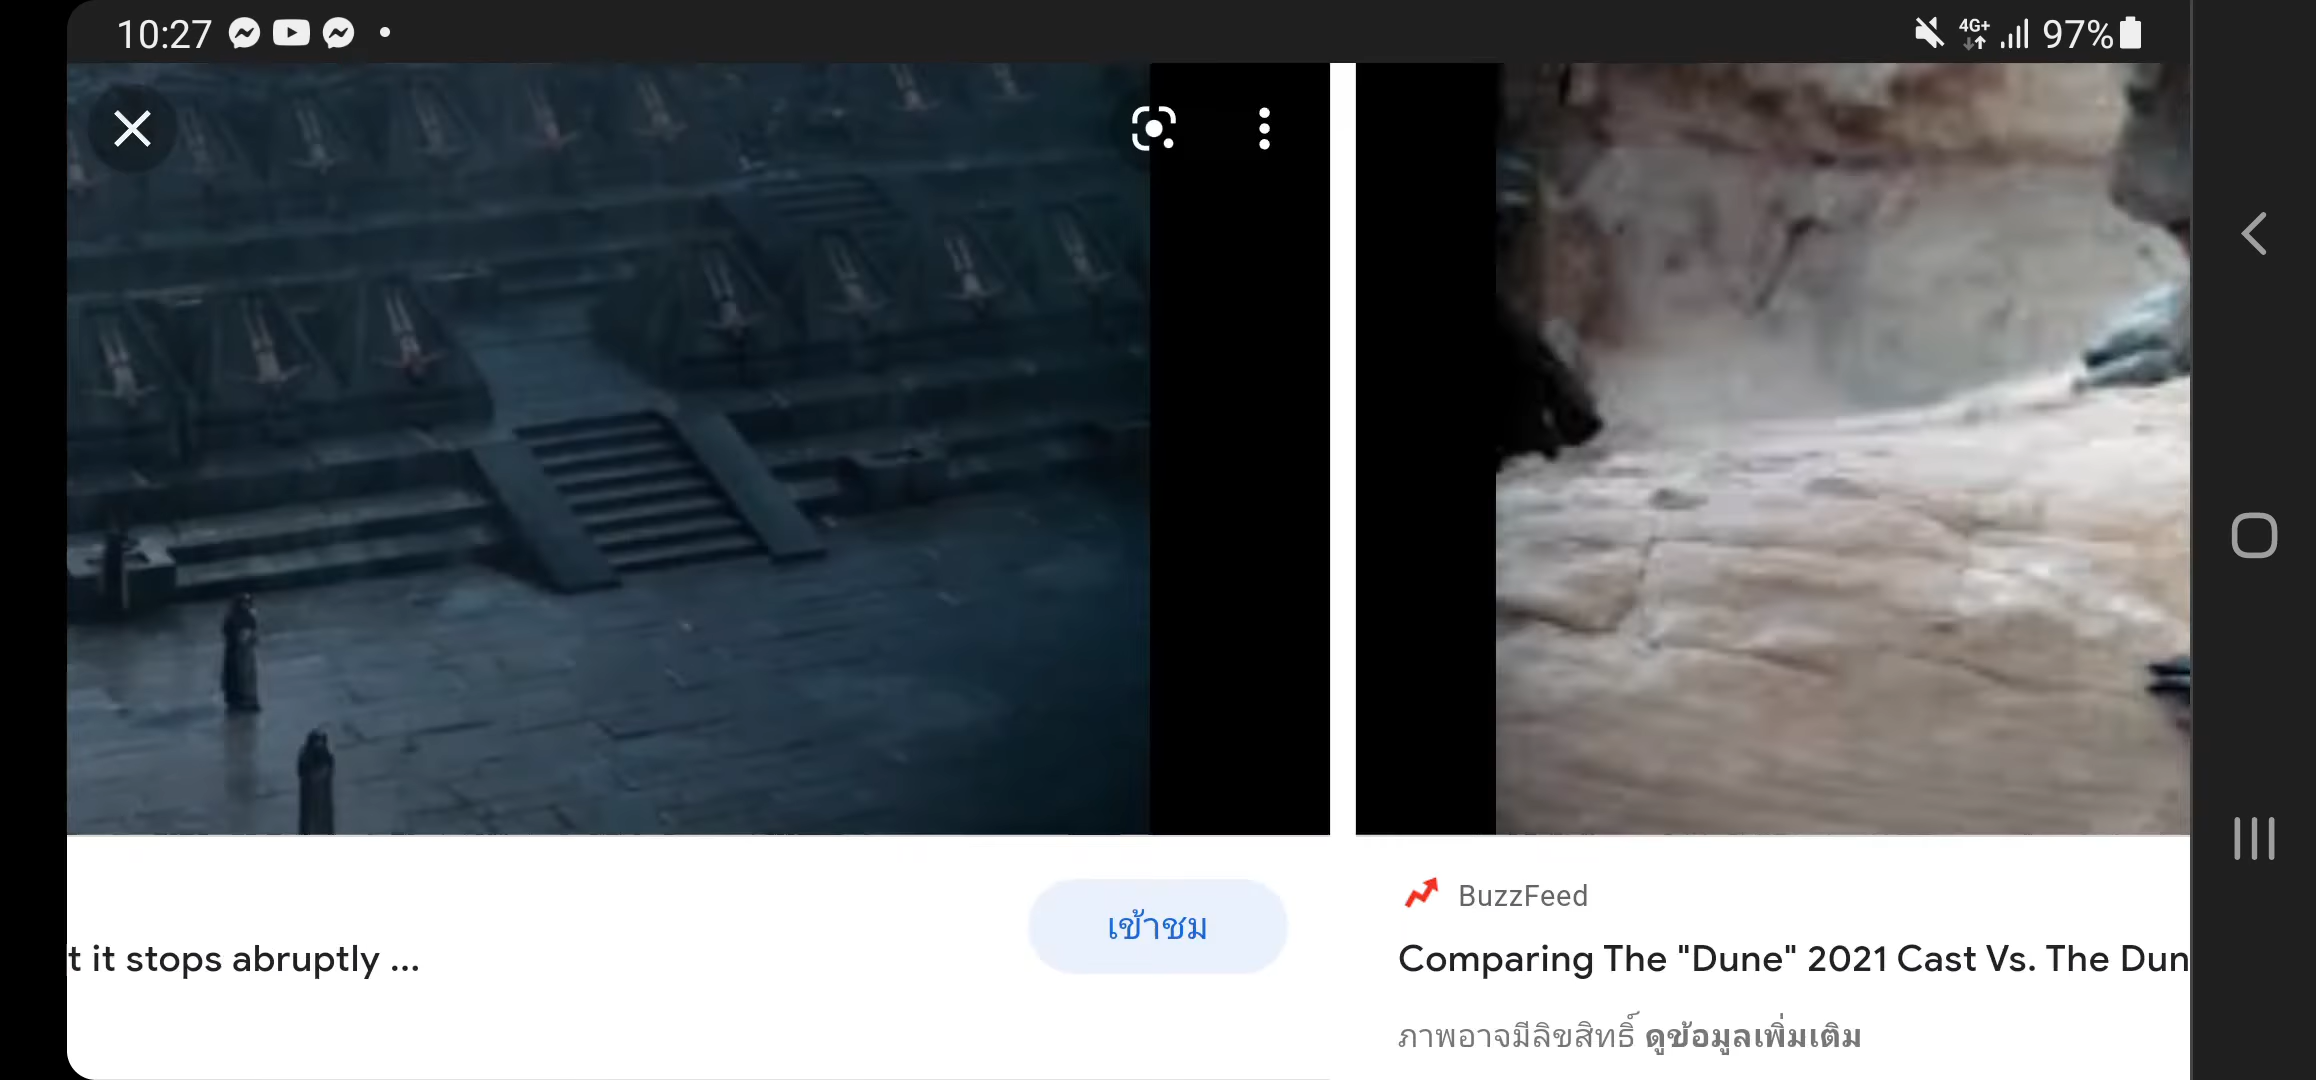 10:27
4G+
97%
t it stops abruptly ...
เข้าชม
BuzzFeed
Comparing The "Dune" 2021 Cast Vs. The Dun
ภาพอาจมีลิขสิทธิ์ ดูข้อมูลเพิ่มเติม